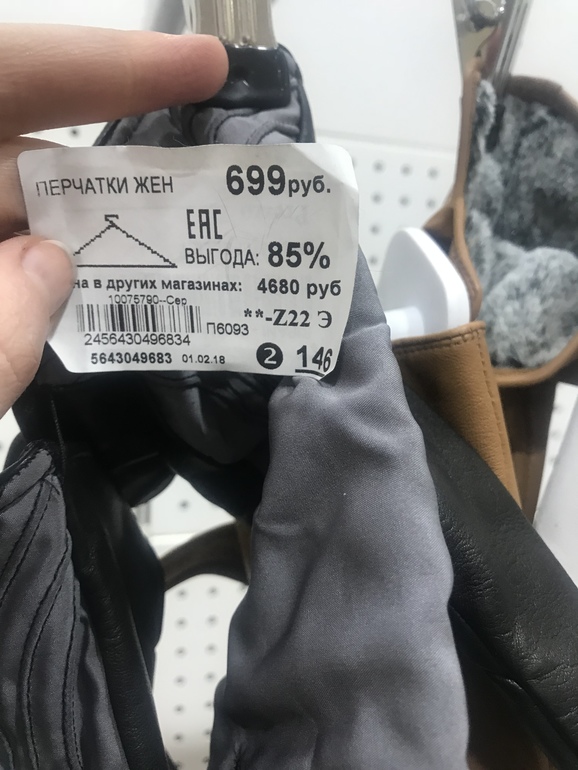 ПЕРЧАТКИ ЖЕН 699руб.
ЕАС
ВЫГОДА: 85%
на в других магазинах: 4680 руб
10075790--Сер
П6093 **-Z22 Э
2456430496834
5643049683 01.02.18 2 146